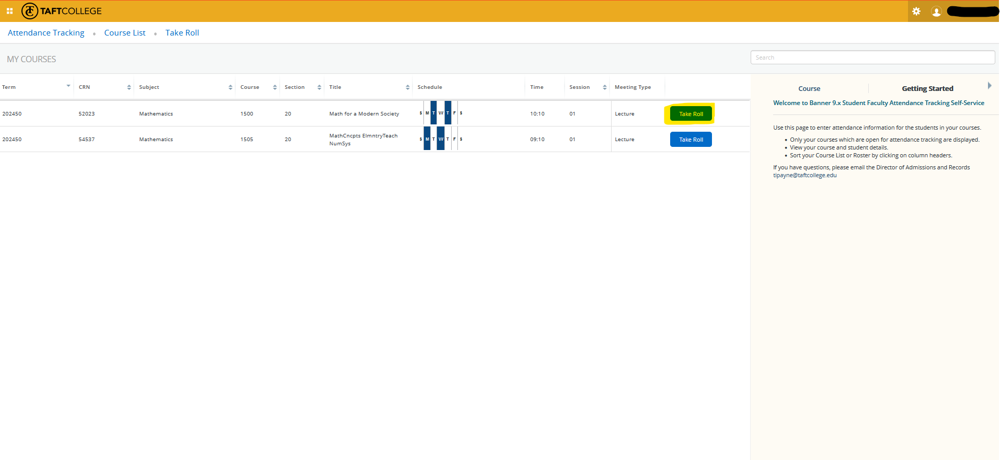 TAFTCOLLEGE
Attendance Tracking • Course List • Take Roll
MY COURSES
Search
Term CRN Subject Course Section Title Schedule Time Session Meeting Type
202450 52023 Mathematics 1500 20 Math for a Modern Society S M T W T F S 10:10 01 Lecture Take Roll
202450 54537 Mathematics 1505 20 MathCncpts ElmntryTeach
NumSys S M T W T F S 09:10 01 Lecture Take Roll
Course Getting Started
Welcome to Banner 9.x Student Faculty Attendance Tracking Self-Service
Use this page to enter attendance information for the students in your courses.
• Only your courses which are open for attendance tracking are displayed.
• View your course and student details.
• Sort your Course List or Roster by clicking on column headers.
If you have questions, please email the Director of Admissions and Records
tipayne@taftcollege.edu